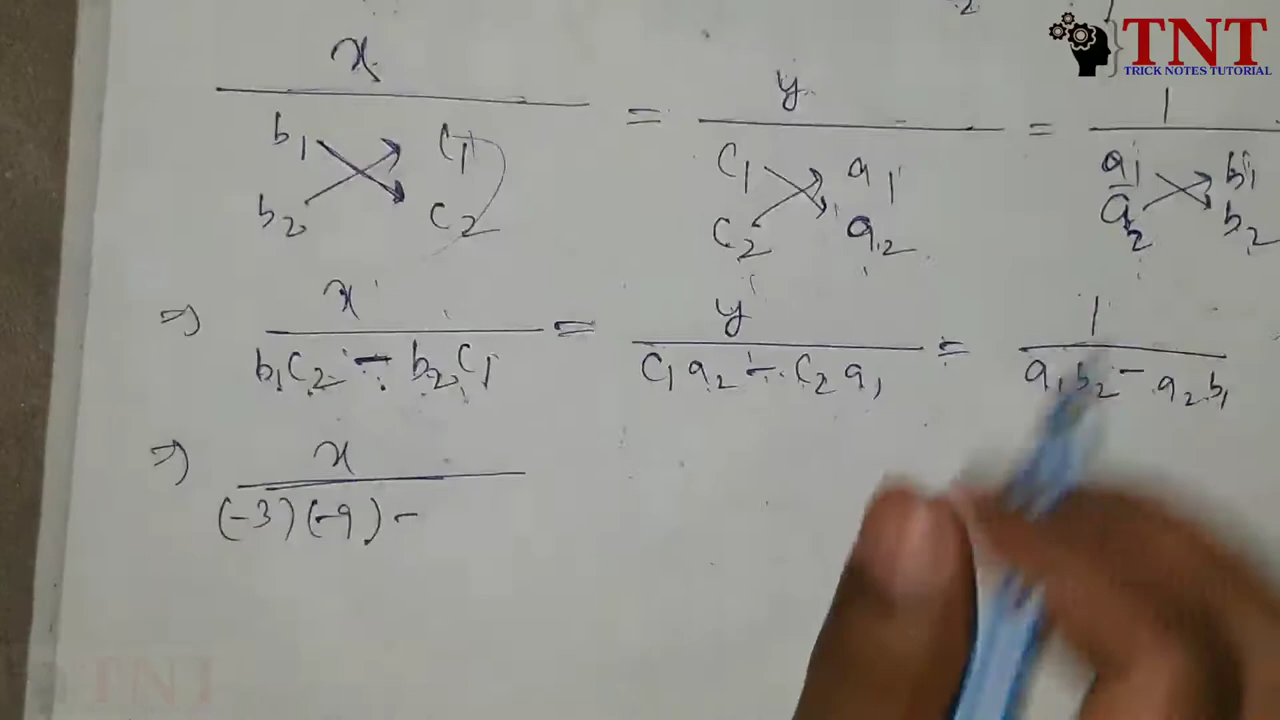 TNT
TRICK NOTES TUTORIAL
x = y = 1
b₁ c₁ c₁ a₁ a₁ b₁
b₂ c₂ c₂ a₂ a₂ b₂
⇒ x = y = 1
b₁c₂ - b₂c₁ c₁a₂ - c₂a₁ a₁b₂ - a₂b₁
⇒ x
(-3)(-9) -
TNT